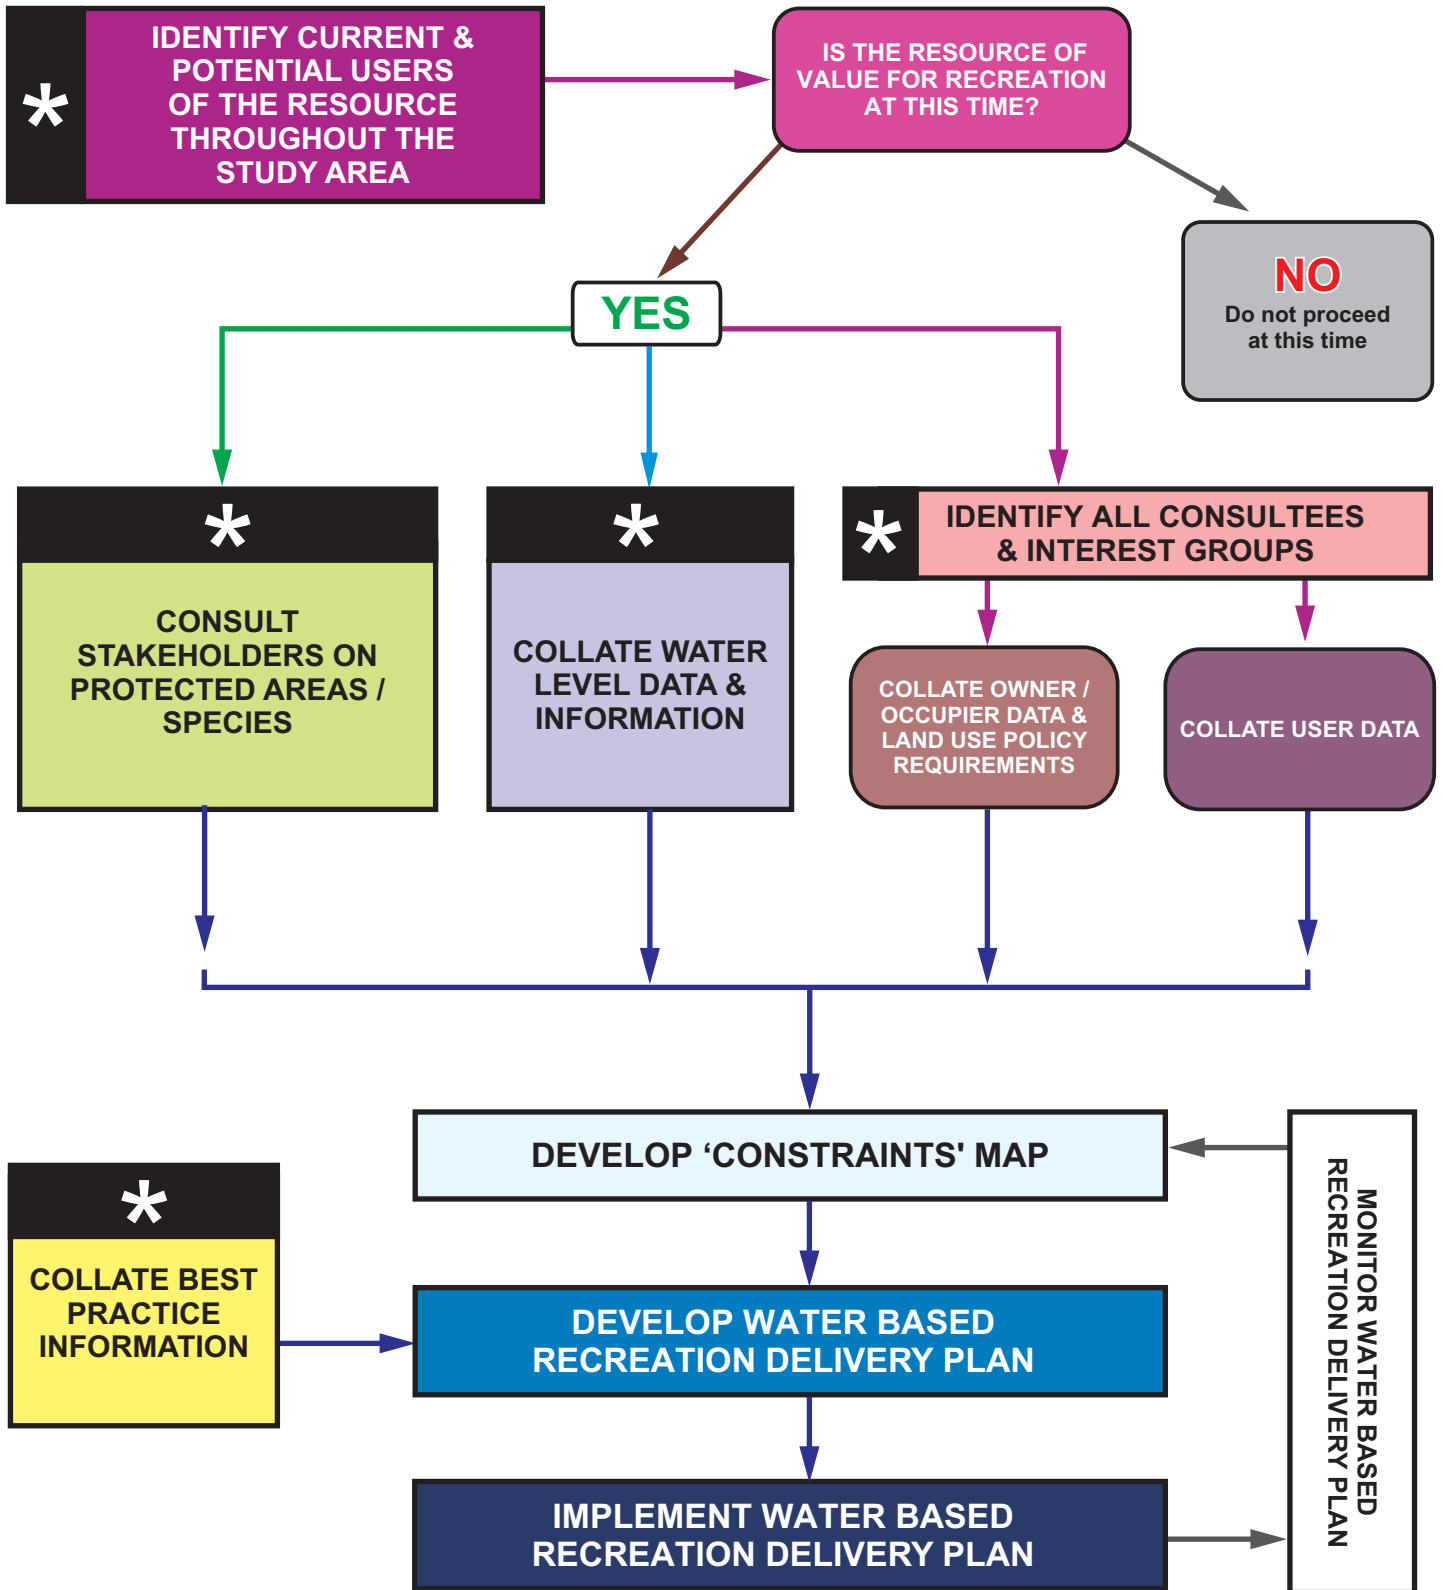 *
IDENTIFY CURRENT &
POTENTIAL USERS
OF THE RESOURCE
THROUGHOUT THE
STUDY AREA
IS THE RESOURCE OF
VALUE FOR RECREATION
AT THIS TIME?
NO
Do not proceed
at this time
YES
*
CONSULT
STAKEHOLDERS ON
PROTECTED AREAS /
SPECIES
*
COLLATE WATER
LEVEL DATA &
INFORMATION
*
IDENTIFY ALL CONSULTEES
& INTEREST GROUPS
COLLATE OWNER /
OCCUPIER DATA &
LAND USE POLICY
REQUIREMENTS
COLLATE USER DATA
DEVELOP ‘CONSTRAINTS' MAP
*
COLLATE BEST
PRACTICE
INFORMATION
DEVELOP WATER BASED
RECREATION DELIVERY PLAN
IMPLEMENT WATER BASED
RECREATION DELIVERY PLAN
MONITOR WATER BASED
RECREATION DELIVERY PLAN